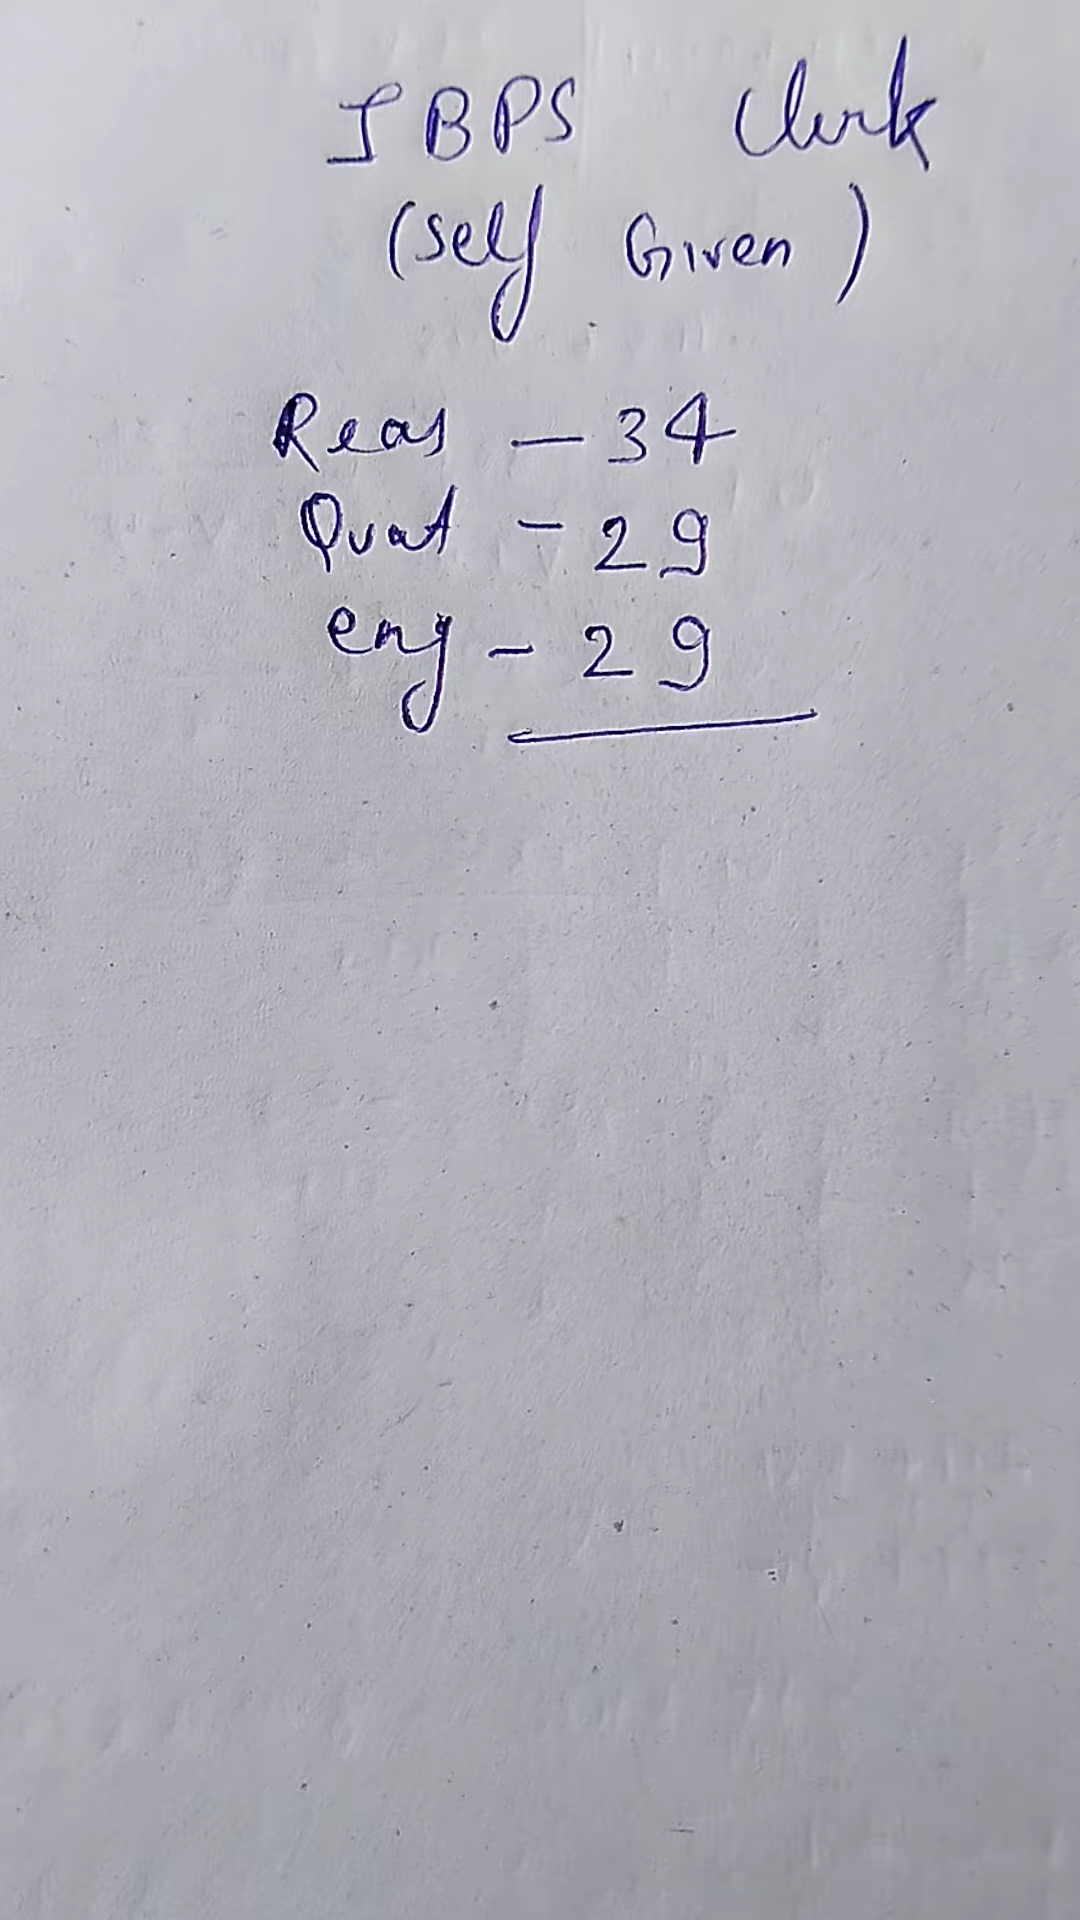 IBPS Clerk
(Self Given)
Reas - 34
Quat - 29
eng - 29